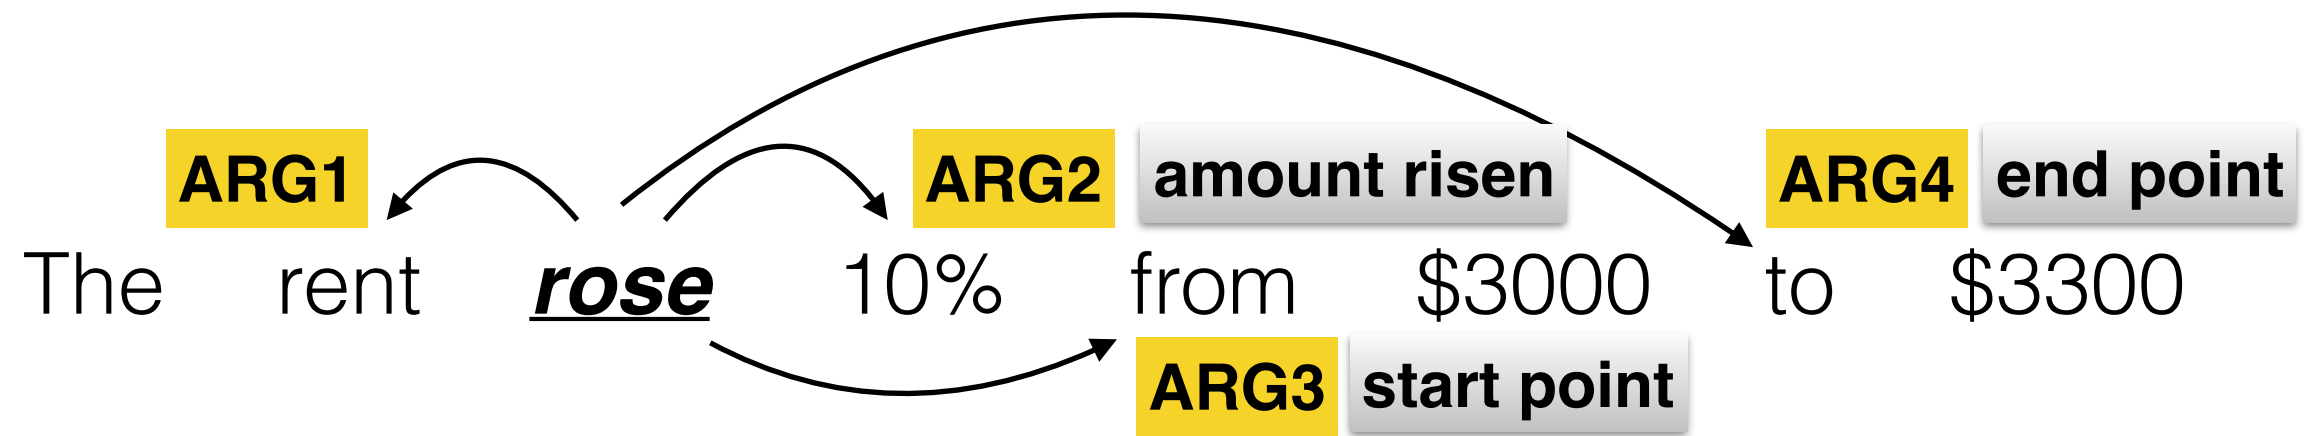 ARG1 ARG2 amount risen ARG4 end point
The rent rose 10% from $3000 to $3300
ARG3 start point